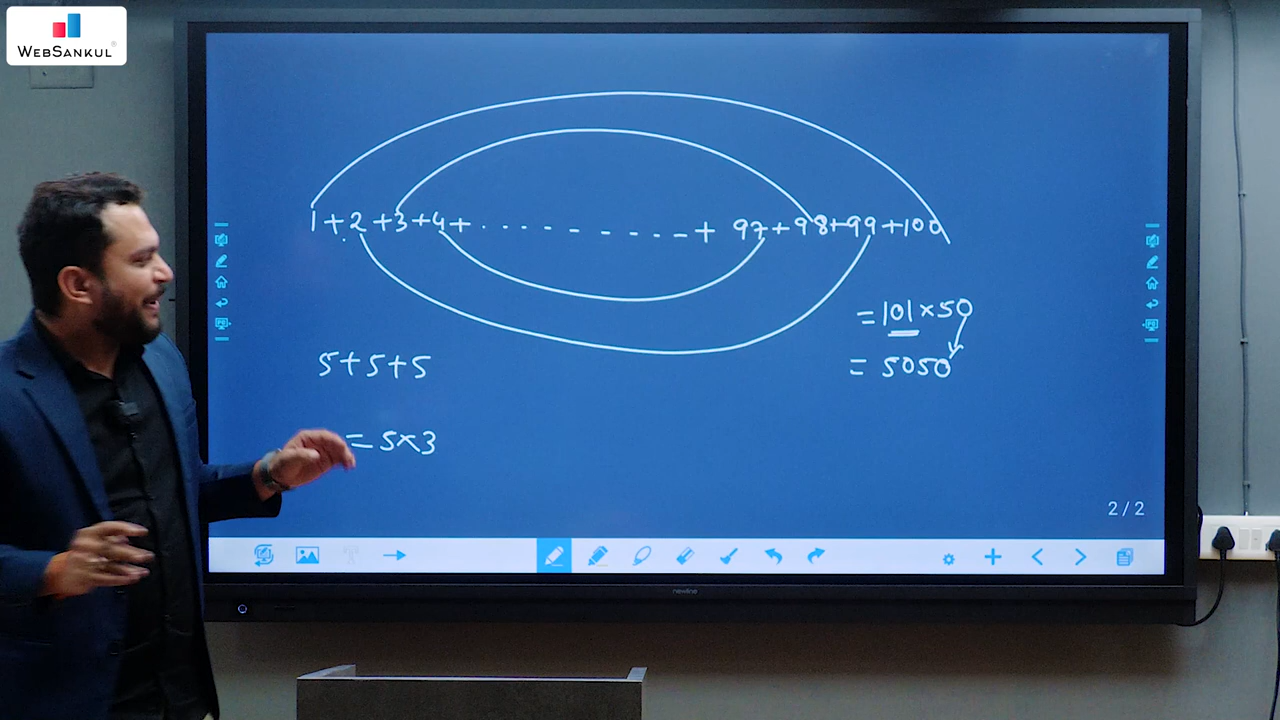 WEBSANKUL
1+2+3+4+ . . . . - . - - - - - + 97+98+99+100
=101×50
= 5050
5+5+5
=5×3
2/2
newline